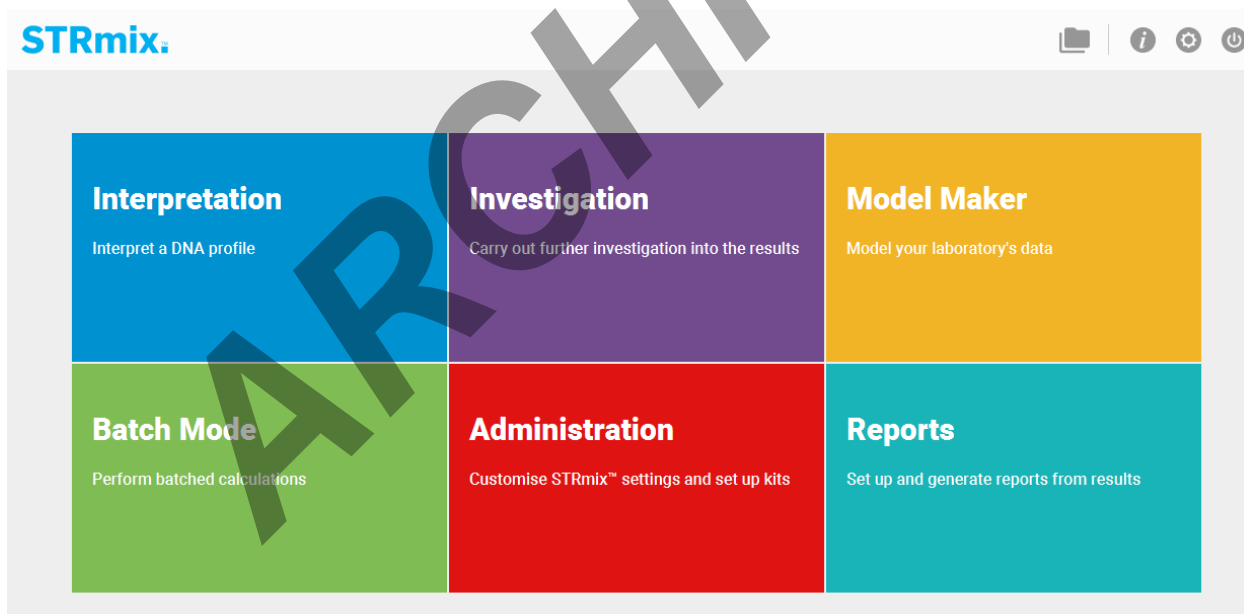 STRmix™
Interpretation
Interpret a DNA profile
Investigation
Carry out further investigation into the results
Model Maker
Model your laboratory's data
Batch Mode
Perform batched calculations
Administration
Customise STRmix™ settings and set up kits
Reports
Set up and generate reports from results
ARCHI